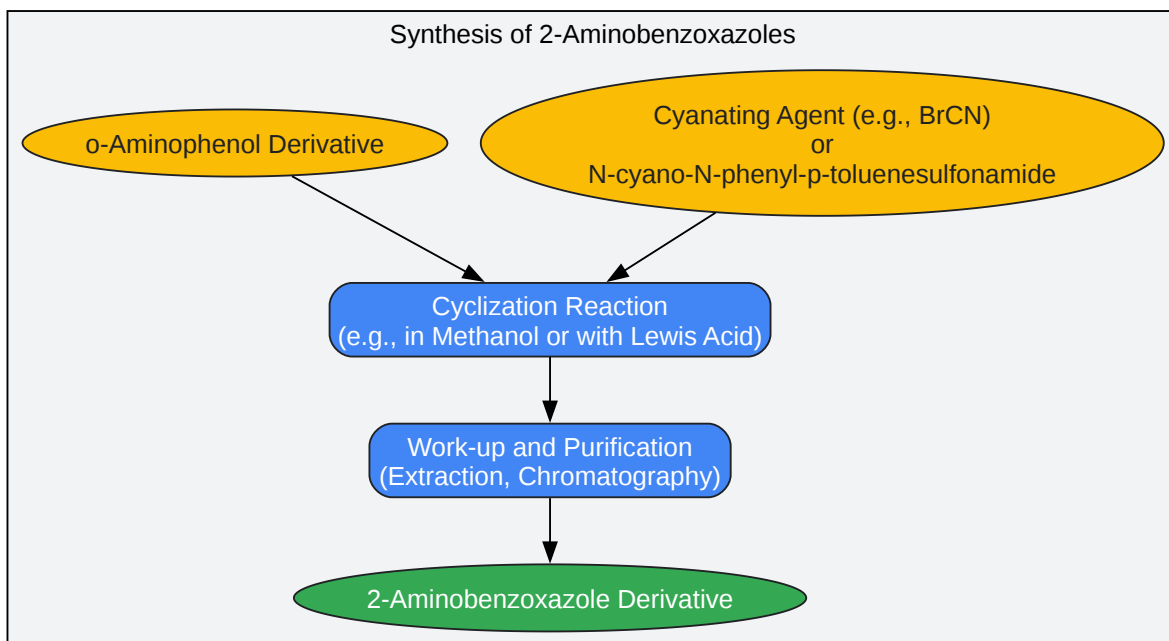 Synthesis of 2-Aminobenzoxazoles
o-Aminophenol Derivative
Cyanating Agent (e.g., BrCN)
or
N-cyano-N-phenyl-p-toluenesulfonamide
Cyclization Reaction
(e.g., in Methanol or with Lewis Acid)
Work-up and Purification
(Extraction, Chromatography)
2-Aminobenzoxazole Derivative